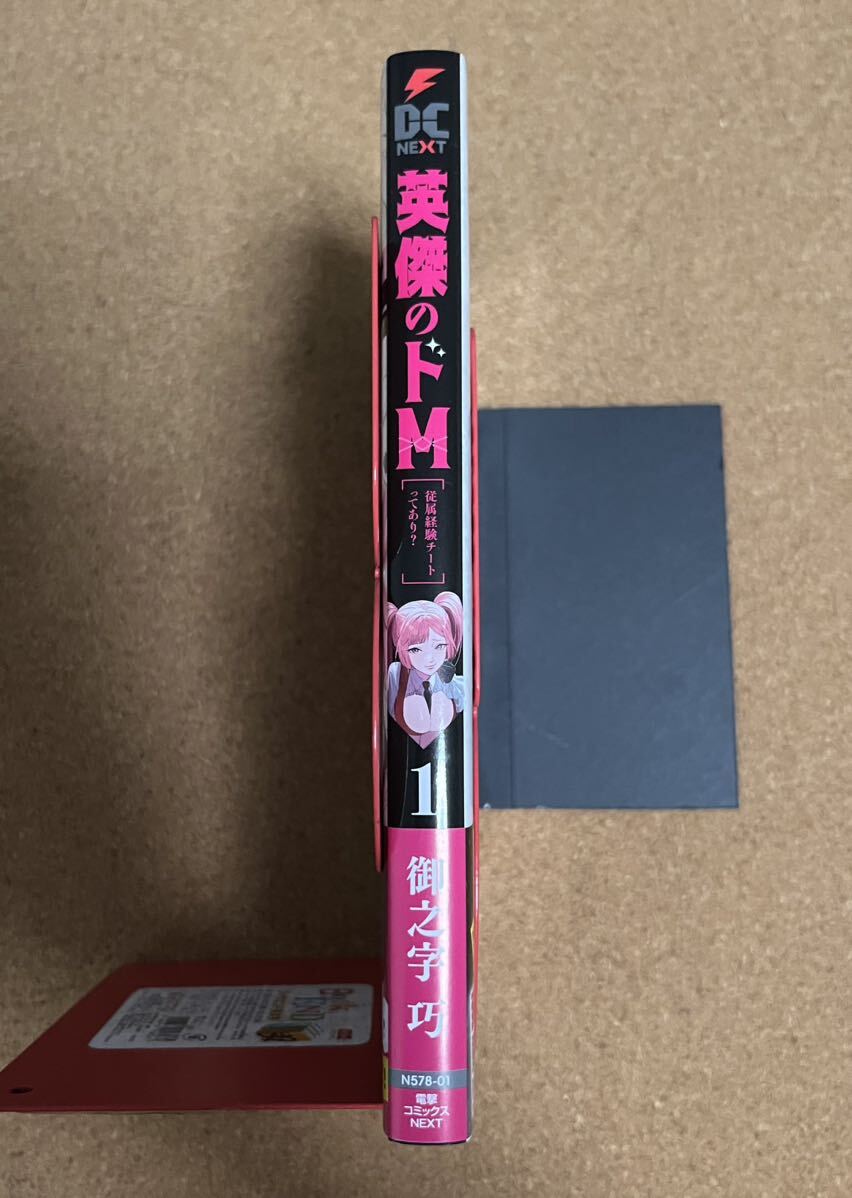 DC
NEXT
英傑のドM
従属経験チート
ってあり?
1
御之字 巧
N578-01
電撃
コミックス
NEXT